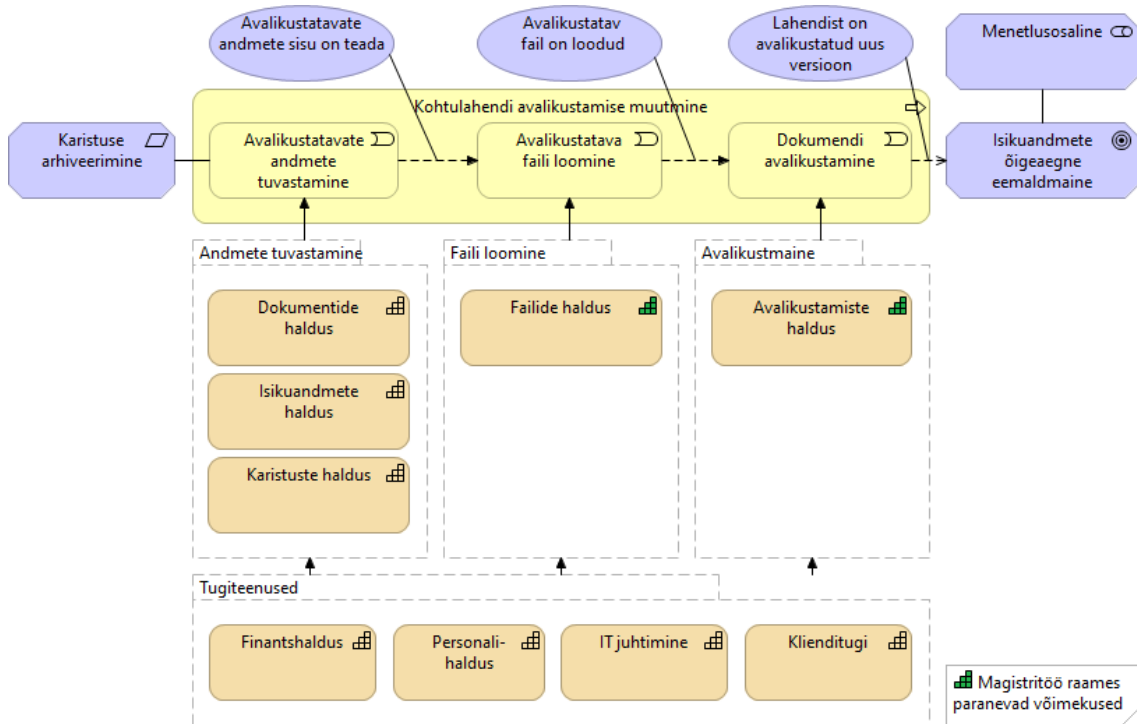 Avalikustatavate
andmete sisu on teada
Avalikustatav
fail on loodud
Lahendist on
avalikustatud uus
versioon
Menetlusosaline
Kohtulahendi avalikustamise muutmine
Karistuse
arhiveerimine
Avalikustatavate
andmete
tuvastamine
Avalikustatava
faili loomine
Dokumendi
avalikustamine
Isikuandmete
õigeaegne
eemaldmaine
Andmete tuvastamine
Faili loomine
Avalikustmaine
Dokumentide
haldus
Failide haldus
Avalikustamiste
haldus
Isikuandmete
haldus
Karistuste haldus
Tugiteenused
Finantshaldus
Personali-
haldus
IT juhtimine
Klienditugi
Magistritöö raames
paranevad võimekused